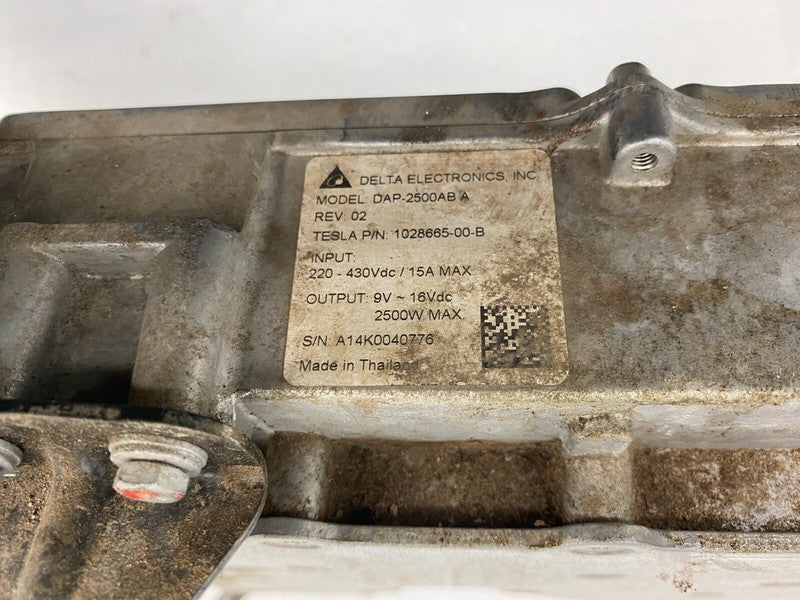 DELTA ELECTRONICS, INC
MODEL: DAP-2500AB A
REV: 02
TESLA P/N: 1028665-00-B
INPUT:
220 - 430Vdc / 15A MAX
OUTPUT: 9V ~ 16Vdc
2500W MAX.
S/N: A14K0040776
Made in Thailand